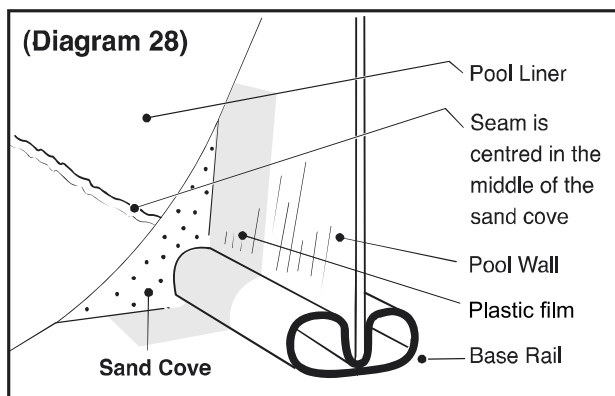 (Diagram 28)
Pool Liner
Seam is
centred in the
middle of the
sand cove
Pool Wall
Plastic film
Base Rail
Sand Cove